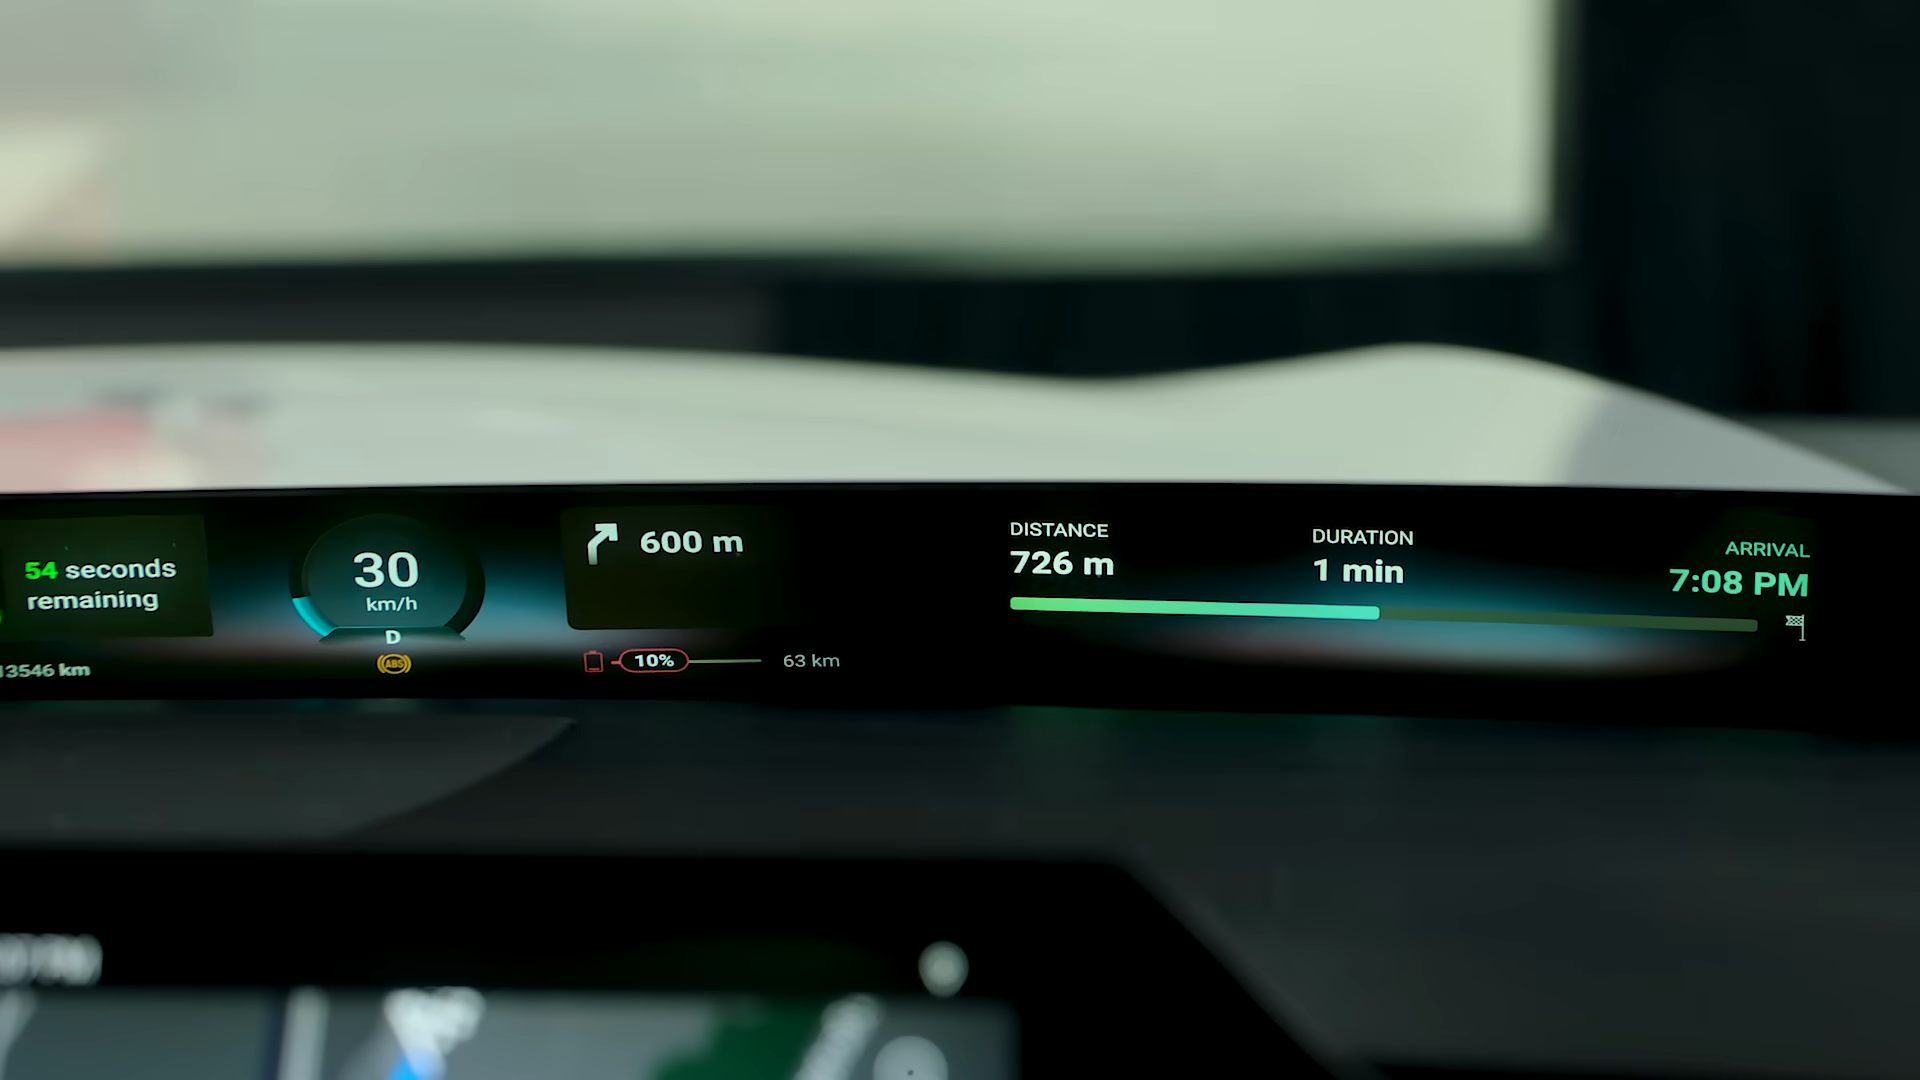 54 seconds
remaining
13546 km
30
km/h
D
ABS
600 m
10%
63 km
DISTANCE
726 m
DURATION
1 min
ARRIVAL
7:08 PM